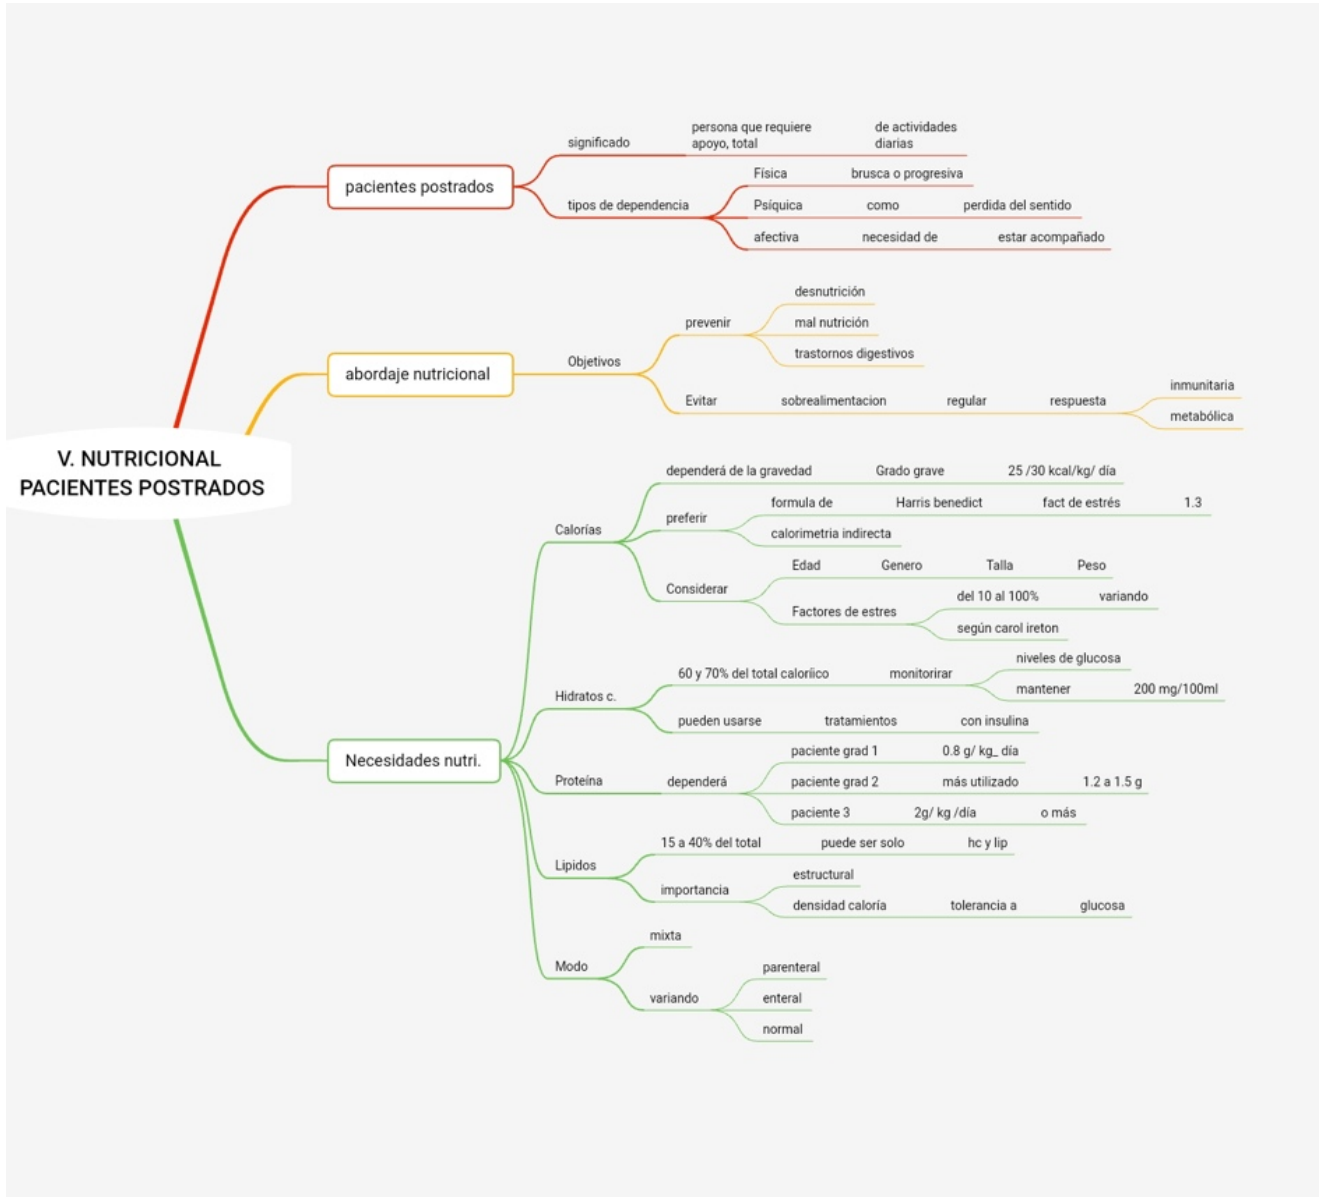 V. NUTRICIONAL
PACIENTES POSTRADOS
pacientes postrados
significado
persona que requiere
apoyo, total
de actividades
diarias
tipos de dependencia
Física brusca o progresiva
Psíquica como perdida del sentido
afectiva necesidad de estar acompañado
abordaje nutricional
Objetivos
prevenir
desnutrición
mal nutrición
trastornos digestivos
Evitar sobrealimentacion regular respuesta
inmunitaria
metabólica
Necesidades nutri.
Calorías
dependerá de la gravedad Grado grave 25 /30 kcal/kg/ día
preferir
formula de Harris benedict fact de estrés 1.3
calorimetria indirecta
Considerar
Edad Genero Talla Peso
Factores de estres
del 10 al 100% variando
según carol ireton
Hidratos c.
60 y 70% del total caloríico monitorirar
niveles de glucosa
mantener 200 mg/100ml
pueden usarse tratamientos con insulina
Proteína
dependerá
paciente grad 1 0.8 g/ kg_ día
paciente grad 2 más utilizado 1.2 a 1.5 g
paciente 3 2g/ kg /día o más
Lipidos
15 a 40% del total puede ser solo hc y lip
importancia
estructural
densidad caloría tolerancia a glucosa
Modo
mixta
variando
parenteral
enteral
normal